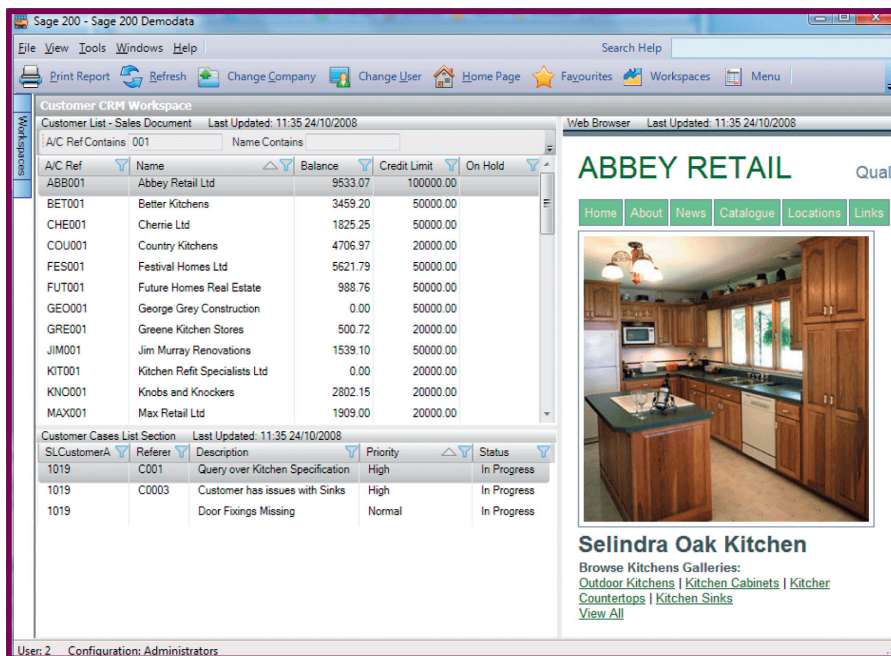 Sage 200 - Sage 200 Demodata
File View Tools Windows Help Search Help
Print Report Refresh Change Company Change User Home Page Favourites Workspaces Menu
Workspaces
Customer CRM Workspace
Customer List - Sales Document Last Updated: 11:35 24/10/2008
A/C Ref Contains 001 Name Contains
A/C Ref Name Balance Credit Limit On Hold
ABB001 Abbey Retail Ltd 9533.07 100000.00
BET001 Better Kitchens 3459.20 50000.00
CHE001 Cherrie Ltd 1825.25 50000.00
COU001 Country Kitchens 4706.97 20000.00
FES001 Festival Homes Ltd 5621.79 50000.00
FUT001 Future Homes Real Estate 988.76 50000.00
GEO001 George Grey Construction 0.00 50000.00
GRE001 Greene Kitchen Stores 500.72 20000.00
JIM001 Jim Murray Renovations 1539.10 50000.00
KIT001 Kitchen Refit Specialists Ltd 0.00 20000.00
KNO001 Knobs and Knockers 2802.15 20000.00
MAX001 Max Retail Ltd 1909.00 20000.00
Customer Cases List Section Last Updated: 11:35 24/10/2008
SLCustomerA Referer Description Priority Status
1019 C001 Query over Kitchen Specification High In Progress
1019 C0003 Customer has issues with Sinks High In Progress
1019 Door Fixings Missing Normal In Progress
Web Browser Last Updated: 11:35 24/10/2008
ABBEY RETAIL Qual
Home About News Catalogue Locations Links
Selindra Oak Kitchen
Browse Kitchens Galleries:
Outdoor Kitchens | Kitchen Cabinets | Kitchen
Countertops | Kitchen Sinks
View All
User: 2 Configuration: Administrators